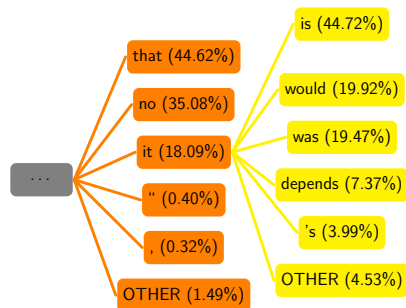 ...
that (44.62%)
no (35.08%)
it (18.09%)
“ (0.40%)
, (0.32%)
OTHER (1.49%)
is (44.72%)
would (19.92%)
was (19.47%)
depends (7.37%)
’s (3.99%)
OTHER (4.53%)